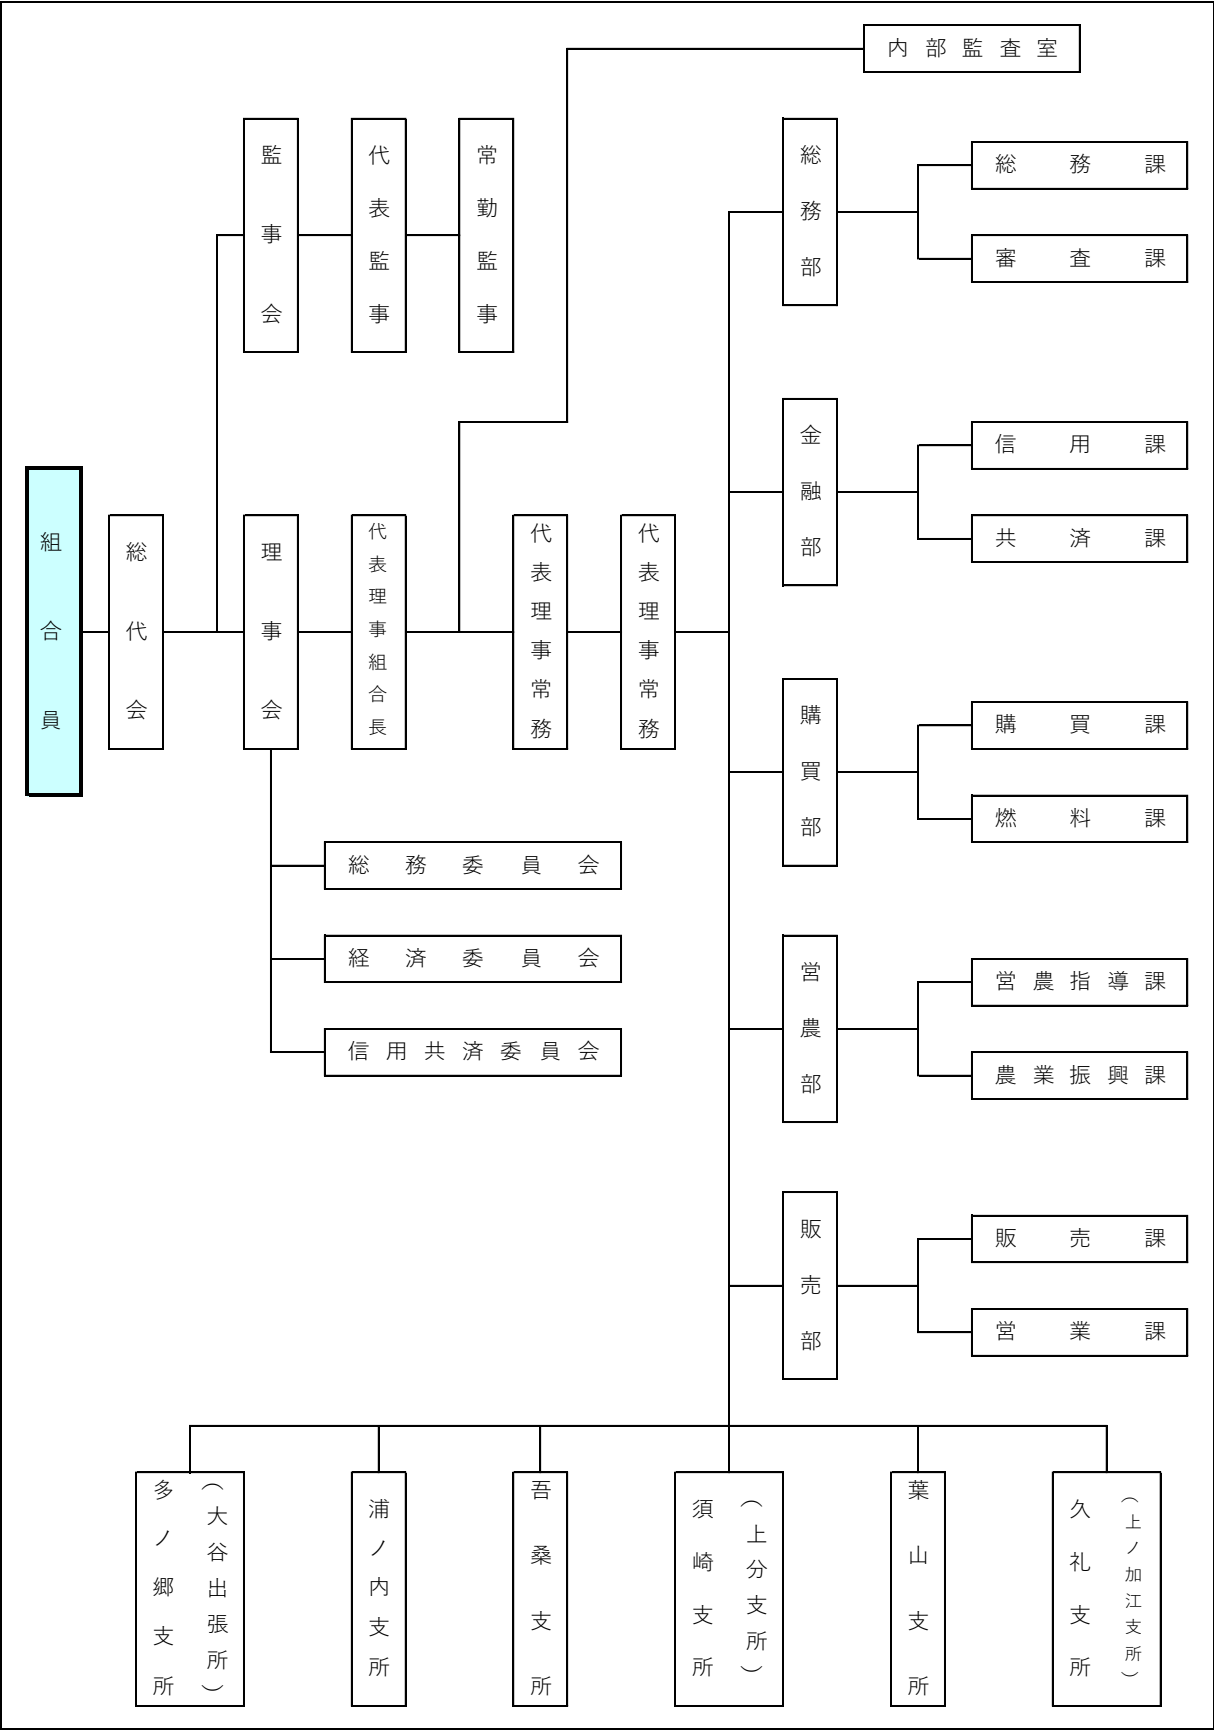 内部監査室
監事会
代表監事
常勤監事
総務部
総務課
審査課
金融部
信用課
共済課
組合員
総代会
理事会
代表理事組合長
代表理事常務
代表理事常務
購買部
購買課
燃料課
総務委員会
経済委員会
信用共済委員会
営農部
営農指導課
農業振興課
販売部
販売課
営業課
多ノ郷支所
(大谷出張所)
浦ノ内支所
吾桑支所
須崎支所
(上分支所)
葉山支所
久礼支所
(上ノ加江支所)